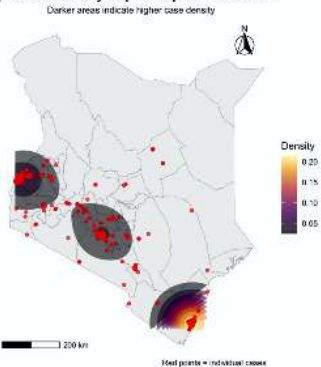 Darker areas indicate higher case density
N
Density
0.20
0.15
0.10
0.05
200 km
Red points = individual cases